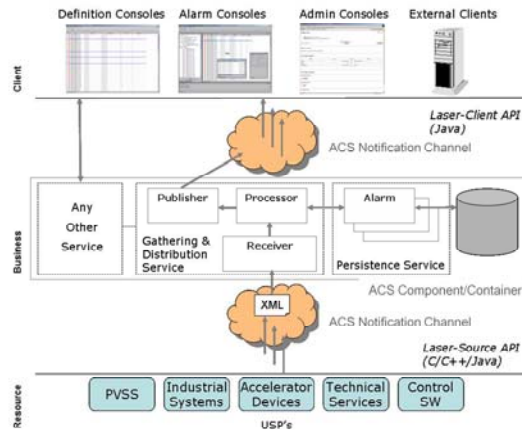 Definition Consoles
Alarm Consoles
Admin Consoles
External Clients
Client
Laser-Client API
(Java)
ACS Notification Channel
Business
Any
Other
Service
Publisher
Processor
Receiver
Gathering &
Distribution
Service
Alarm
Persistence Service
ACS Component/Container
XML
ACS Notification Channel
Laser-Source API
(C/C++/Java)
Resource
PVSS
Industrial
Systems
Accelerator
Devices
Technical
Services
Control
SW
USP's